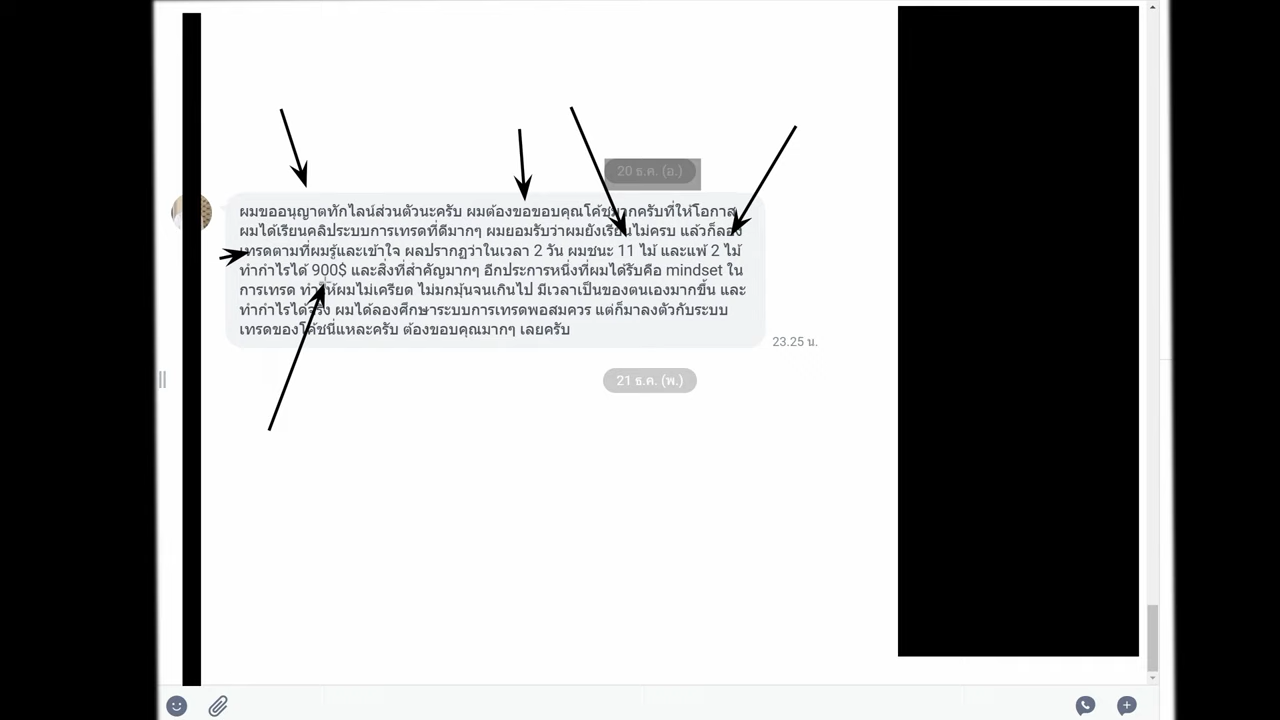 20 ธ.ค. (อ.)
ผมขออนุญาตทักไลน์ส่วนตัวนะครับ ผมต้องขอขอบคุณโค้ชมากครับที่ให้โอกาส
ผมได้เรียนคลิประบบการเทรดที่ดีมากๆ ผมยอมรับว่าผมยังเรียนไม่ครบ แล้วก็ลอง
เทรดตามที่ผมรู้และเข้าใจ ผลปรากฏว่าในเวลา 2 วัน ผมชนะ 11 ไม้ และแพ้ 2 ไม้
ทำกำไรได้ 900$ และสิ่งที่สำคัญมากๆ อีกประการหนึ่งที่ผมได้รับคือ mindset ใน
การเทรด ทำให้ผมไม่เครียด ไม่มกมุ้นจนเกินไป มีเวลาเป็นของตนเองมากขึ้น และ
ทำกำไรได้จริง ผมได้ลองศึกษาระบบการเทรดพอสมควร แต่ก็มาลงตัวกับระบบ
เทรดของโค้ชนี่แหละครับ ต้องขอบคุณมากๆ เลยครับ
23.25 น.
21 ธ.ค. (พ.)